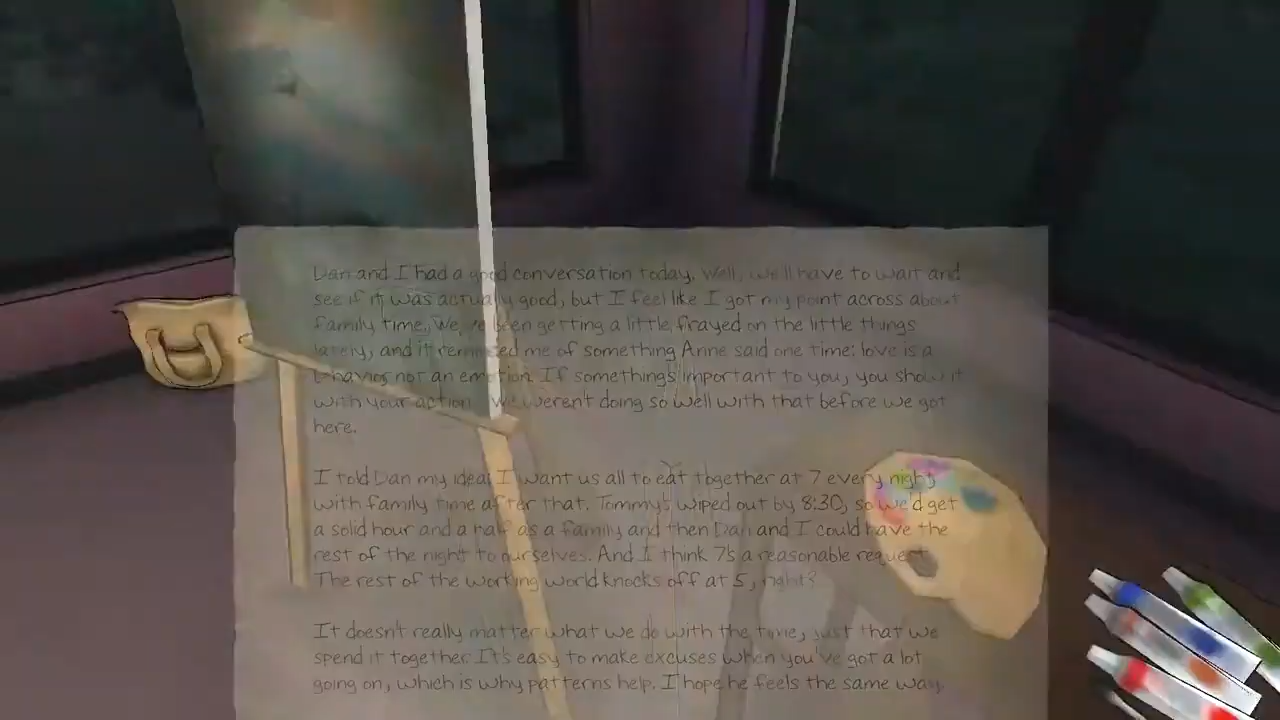 Dan and I had a good conversation today. Well, we'll have to wait and
see if it was actually good, but I feel like I got my point across about
family time. We've been getting a little frayed on the little things
lately, and it reminded me of something Anne said one time: love is a
behavior not an emotion. If somethings important to you, you show it
with your action. We weren't doing so well with that before we got
here.
I told Dan my idea: I want us all to eat together at 7 every night,
with family time after that. Tommy's wiped out by 8:30, so we'd get
a solid hour and a half as a family and then Dan and I could have the
rest of the night to ourselves. And I think 7's a reasonable request.
The rest of the working world knocks off at 5, right?
It doesn't really matter what we do with the time, just that we
spend it together. It's easy to make excuses when you've got a lot
going on, which is why patterns help. I hope he feels the same way.